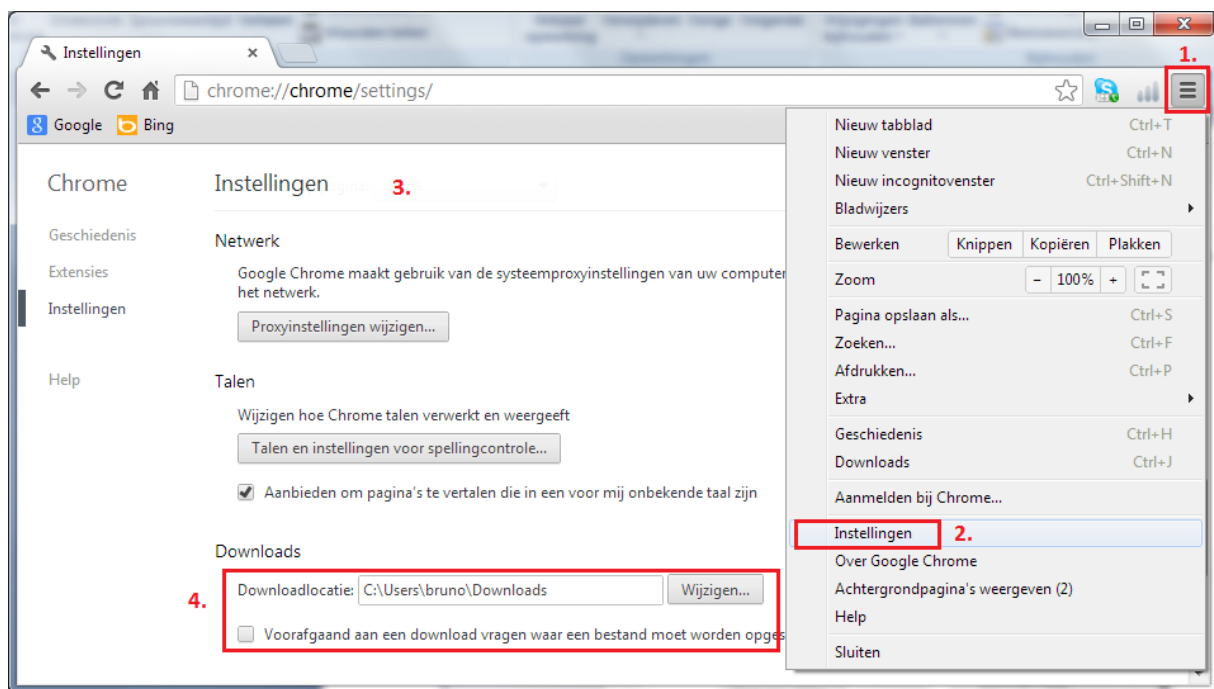 Instellingen ×
1.
chrome://chrome/settings/
8 Google Bing
Chrome
Geschiedenis
Extensies
Instellingen
Help
Instellingen 3.
Netwerk
Google Chrome maakt gebruik van de systeemproxyinstellingen van uw computer
het netwerk.
Proxyinstellingen wijzigen...
Talen
Wijzigen hoe Chrome talen verwerkt en weergeeft
Talen en instellingen voor spellingcontrole...
Aanbieden om pagina's te vertalen die in een voor mij onbekende taal zijn
Downloads
4.
Downloadlocatie: C:\Users\bruno\Downloads Wijzigen...
Voorafgaand aan een download vragen waar een bestand moet worden opges
Nieuw tabblad Ctrl+T
Nieuw venster Ctrl+N
Nieuw incognitovenster Ctrl+Shift+N
Bladwijzers
Bewerken Knippen Kopiëren Plakken
Zoom − 100% +
Pagina opslaan als... Ctrl+S
Zoeken... Ctrl+F
Afdrukken... Ctrl+P
Extra
Geschiedenis Ctrl+H
Downloads Ctrl+J
Aanmelden bij Chrome...
Instellingen 2.
Over Google Chrome
Achtergrondpagina's weergeven (2)
Help
Sluiten